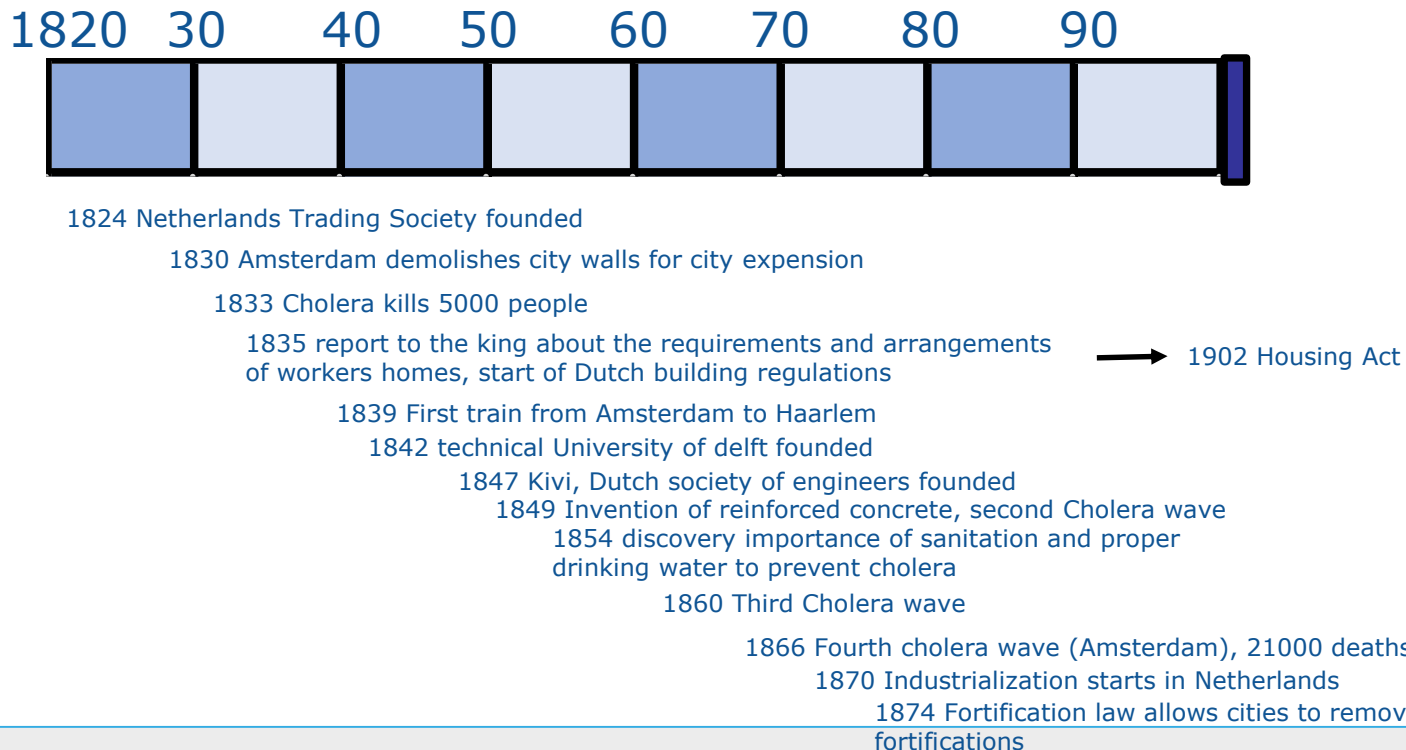 1820 30 40 50 60 70 80 90
1824 Netherlands Trading Society founded
1830 Amsterdam demolishes city walls for city expension
1833 Cholera kills 5000 people
1835 report to the king about the requirements and arrangements
of workers homes, start of Dutch building regulations
1902 Housing Act
1839 First train from Amsterdam to Haarlem
1842 technical University of delft founded
1847 Kivi, Dutch society of engineers founded
1849 Invention of reinforced concrete, second Cholera wave
1854 discovery importance of sanitation and proper
drinking water to prevent cholera
1860 Third Cholera wave
1866 Fourth cholera wave (Amsterdam), 21000 deaths
1870 Industrialization starts in Netherlands
1874 Fortification law allows cities to remov
fortifications